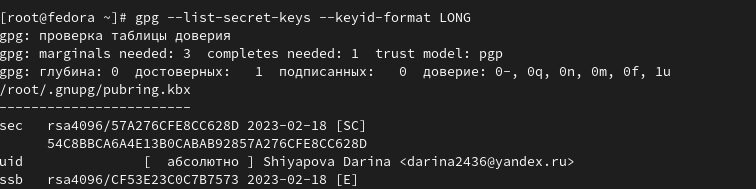 [root@fedora ~]# gpg --list-secret-keys --keyid-format LONG
gpg: проверка таблицы доверия
gpg: marginals needed: 3  completes needed: 1  trust model: pgp
gpg: глубина: 0  достоверных:   1  подписанных:   0  доверие: 0-, 0q, 0n, 0m, 0f, 1u
/root/.gnupg/pubring.kbx
------------------------
sec   rsa4096/57A276CFE8CC628D 2023-02-18 [SC]
      54C8BBCA6A4E13B0CABAB92857A276CFE8CC628D
uid              [  абсолютно ] Shiyapova Darina <darina2436@yandex.ru>
ssb   rsa4096/CF53E23C0C7B7573 2023-02-18 [E]